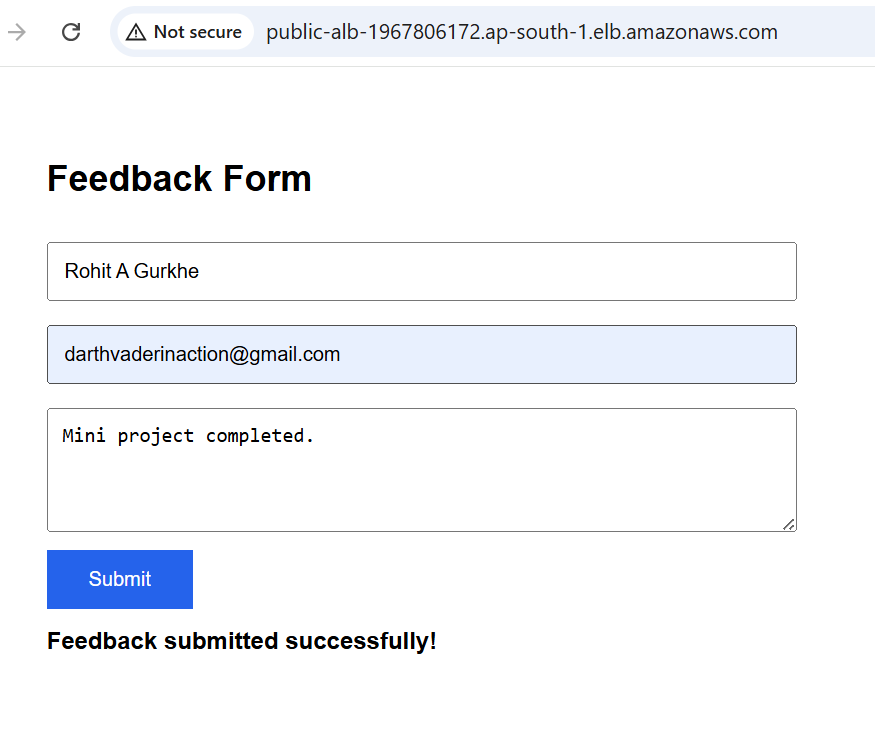 Not secure public-alb-1967806172.ap-south-1.elb.amazonaws.com
Feedback Form
Rohit A Gurkhe
darthvaderinaction@gmail.com
Mini project completed.
Submit
Feedback submitted successfully!